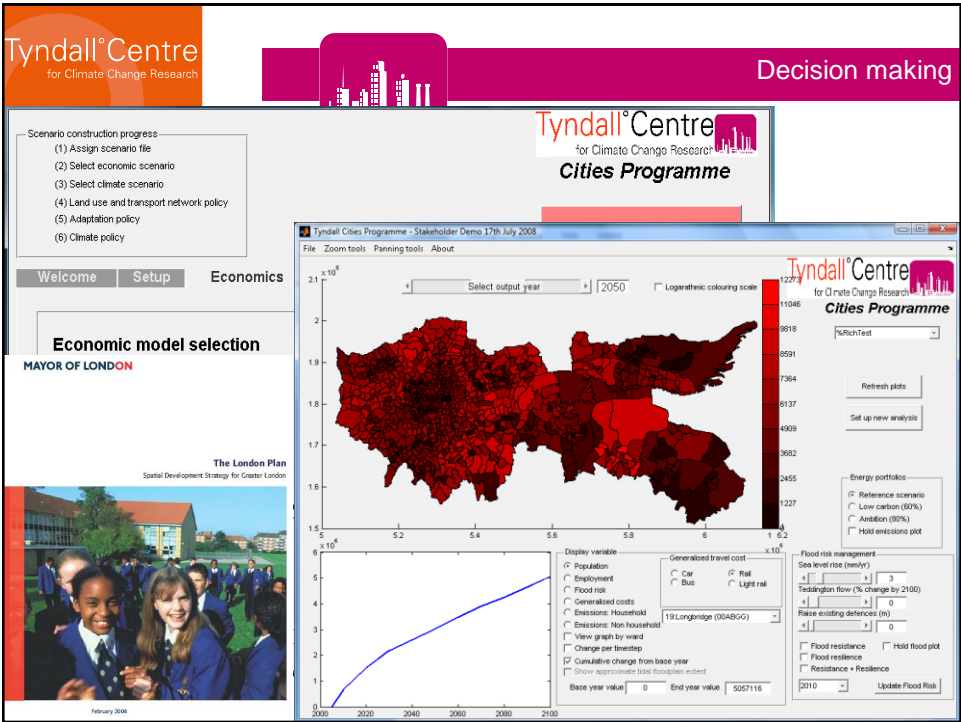 Tyndall°Centre
for Climate Change Research
Decision making
Scenario construction progress
(1) Assign scenario file
(2) Select economic scenario
(3) Select climate scenario
(4) Land use and transport network policy
(5) Adaptation policy
(6) Climate policy
Tyndall°Centre
for Climate Change Research
Cities Programme
Welcome
Setup
Economics
Economic model selection
MAYOR OF LONDON
The London Plan
Spatial Development Strategy for Greater London
February 2004
Tyndall Cities Programme - Stakeholder Demo 17th July 2008
File Zoom tools Panning tools About
x 10^6
2.1
2
1.9
1.8
1.7
1.6
1.5
5
5.2
5.4
5.6
5.8
6
6.2
x 10^6
Select output year
2050
Logarathmic colouring scale
12273
11046
9818
8591
7364
6137
4909
3682
2455
1227
0
Tyndall°Centre
for Climate Change Research
Cities Programme
%RichTest
Refresh plots
Set up new analysis
Energy portfolios
Reference scenario
Low carbon (60%)
Ambition (80%)
Hold emissions plot
x 10^6
6
5
4
3
2
1
0
2000
2020
2040
2060
2080
2100
Display variable
Population
Employment
Flood risk
Generalised costs
Emissions: Household
Emissions: Non household
View graph by ward
Change per timestep
Cumulative change from base year
Show approximate tidal floodplain extent
Base year value 0 End year value 5057116
Generalised travel cost
Car Rail
Bus Light rail
19:Longbridge (00ABGG)
Flood risk management
Sea level rise (mm/yr)
3
Teddington flow (% change by 2100)
0
Raise existing defences (m)
0
Flood resistance Hold flood plot
Flood resilience
Resistance + Resilience
2010
Update Flood Risk